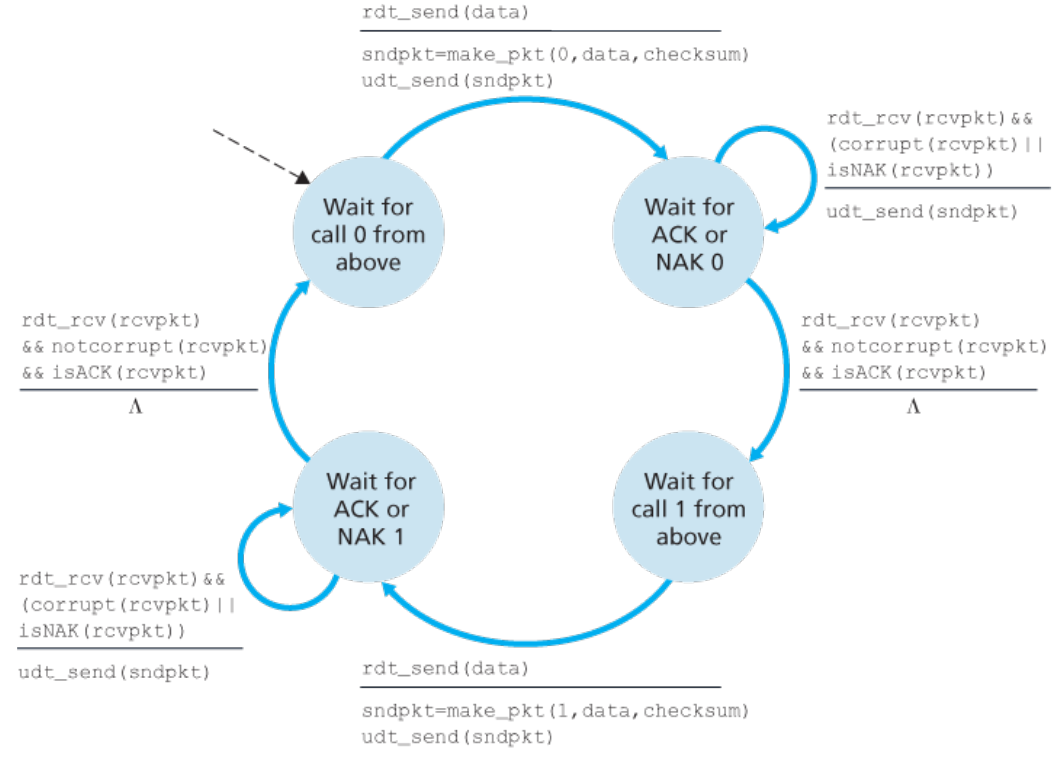 rdt_send(data)
sndpkt=make_pkt(0,data,checksum)
udt_send(sndpkt)
rdt_rcv(rcvpkt)&&
(corrupt(rcvpkt)||
isNAK(rcvpkt))
udt_send(sndpkt)
Wait for
call 0 from
above
Wait for
ACK or
NAK 0
rdt_rcv(rcvpkt)
&& notcorrupt(rcvpkt)
&& isACK(rcvpkt)
Λ
rdt_rcv(rcvpkt)
&& notcorrupt(rcvpkt)
&& isACK(rcvpkt)
Λ
Wait for
ACK or
NAK 1
Wait for
call 1 from
above
rdt_rcv(rcvpkt)&&
(corrupt(rcvpkt)||
isNAK(rcvpkt))
udt_send(sndpkt)
rdt_send(data)
sndpkt=make_pkt(1,data,checksum)
udt_send(sndpkt)